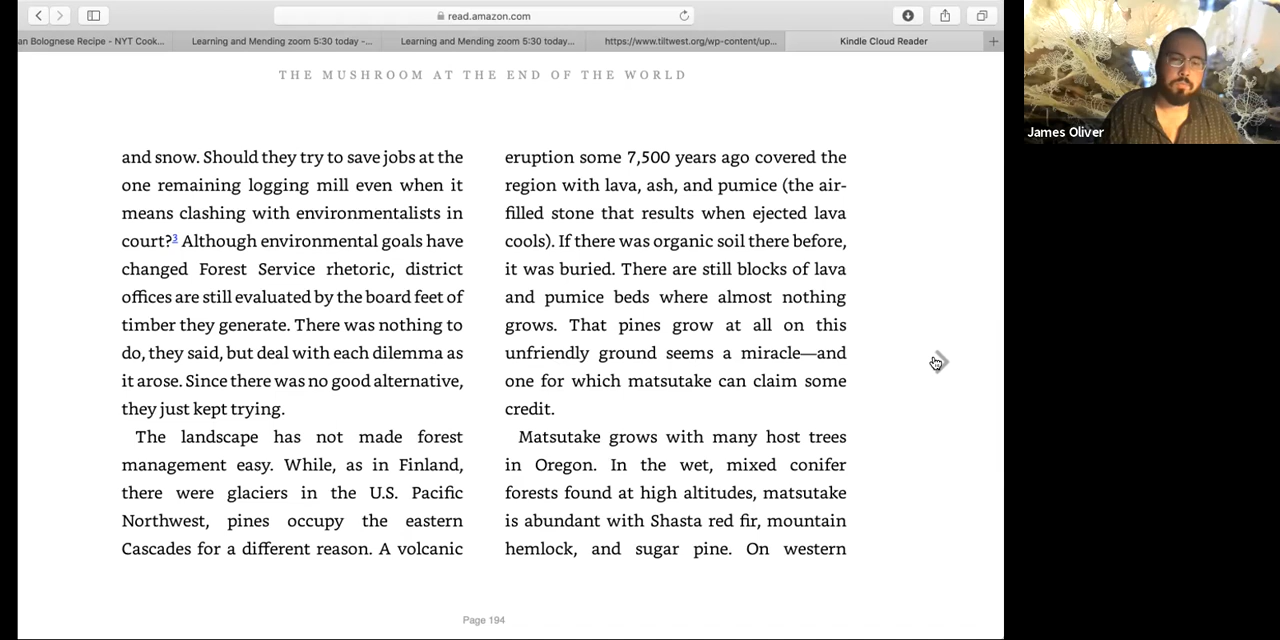 read.amazon.com
an Bolognese Recipe - NYT Cook...
Learning and Mending zoom 5:30 today -...
Learning and Mending zoom 5:30 today...
https://www.tiltwest.org/wp-content/up...
Kindle Cloud Reader
THE MUSHROOM AT THE END OF THE WORLD
and snow. Should they try to save jobs at the
one remaining logging mill even when it
means clashing with environmentalists in
court?3 Although environmental goals have
changed Forest Service rhetoric, district
offices are still evaluated by the board feet of
timber they generate. There was nothing to
do, they said, but deal with each dilemma as
it arose. Since there was no good alternative,
they just kept trying.
The landscape has not made forest
management easy. While, as in Finland,
there were glaciers in the U.S. Pacific
Northwest, pines occupy the eastern
Cascades for a different reason. A volcanic
eruption some 7,500 years ago covered the
region with lava, ash, and pumice (the air-
filled stone that results when ejected lava
cools). If there was organic soil there before,
it was buried. There are still blocks of lava
and pumice beds where almost nothing
grows. That pines grow at all on this
unfriendly ground seems a miracle—and
one for which matsutake can claim some
credit.
Matsutake grows with many host trees
in Oregon. In the wet, mixed conifer
forests found at high altitudes, matsutake
is abundant with Shasta red fir, mountain
hemlock, and sugar pine. On western
Page 194
James Oliver